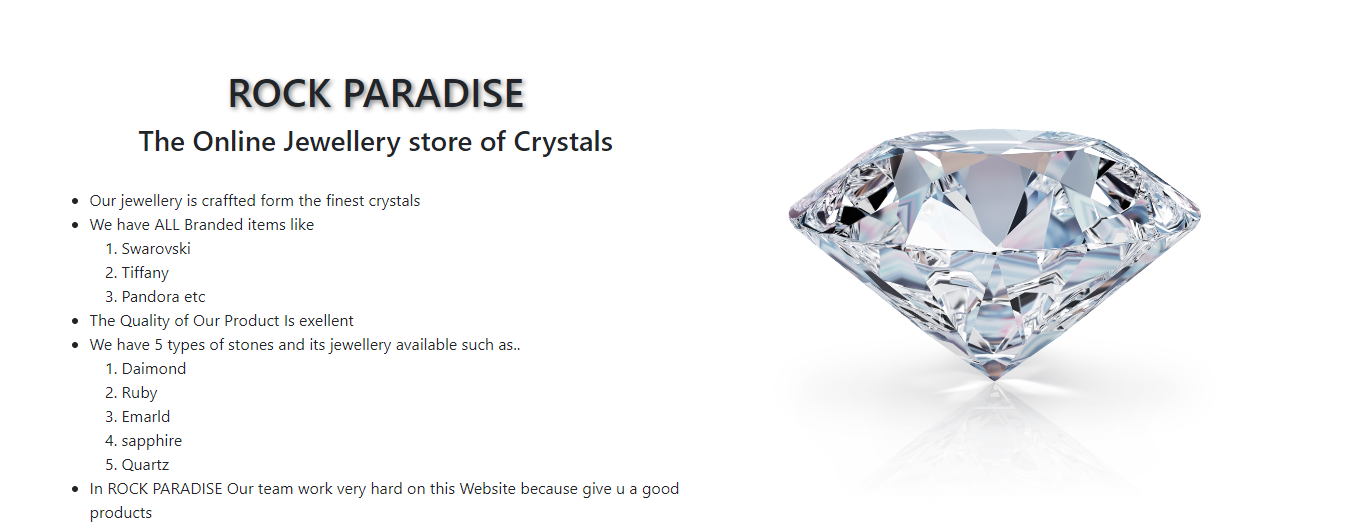 ROCK PARADISE
The Online Jewellery store of Crystals
• Our jewellery is craffted form the finest crystals
• We have ALL Branded items like
1. Swarovski
2. Tiffany
3. Pandora etc
• The Quality of Our Product Is exellent
• We have 5 types of stones and its jewellery available such as..
1. Daimond
2. Ruby
3. Emarld
4. sapphire
5. Quartz
• In ROCK PARADISE Our team work very hard on this Website because give u a good
products